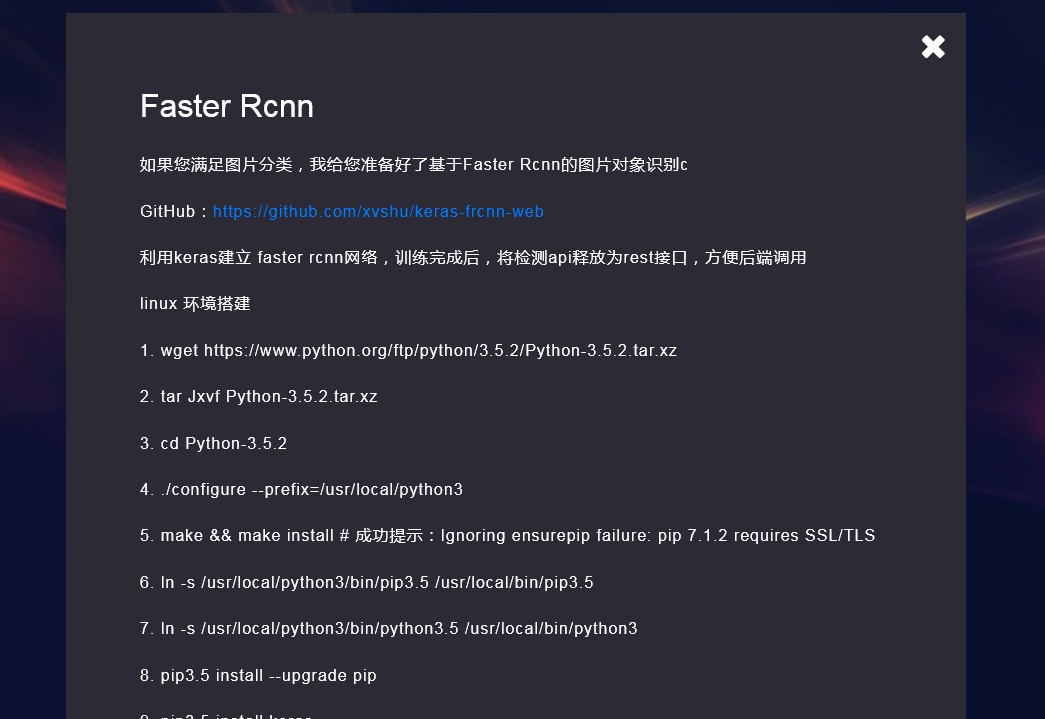 Faster Rcnn
如果您满足图片分类，我给您准备好了基于Faster Rcnn的图片对象识别c
GitHub：https://github.com/xvshu/keras-frcnn-web
利用keras建立 faster rcnn网络，训练完成后，将检测api释放为rest接口，方便后端调用
linux 环境搭建
1. wget https://www.python.org/ftp/python/3.5.2/Python-3.5.2.tar.xz
2. tar Jxvf Python-3.5.2.tar.xz
3. cd Python-3.5.2
4. ./configure --prefix=/usr/local/python3
5. make && make install # 成功提示：Ignoring ensurepip failure: pip 7.1.2 requires SSL/TLS
6. ln -s /usr/local/python3/bin/pip3.5 /usr/local/bin/pip3.5
7. ln -s /usr/local/python3/bin/python3.5 /usr/local/bin/python3
8. pip3.5 install --upgrade pip
9. pip3.5 install keras